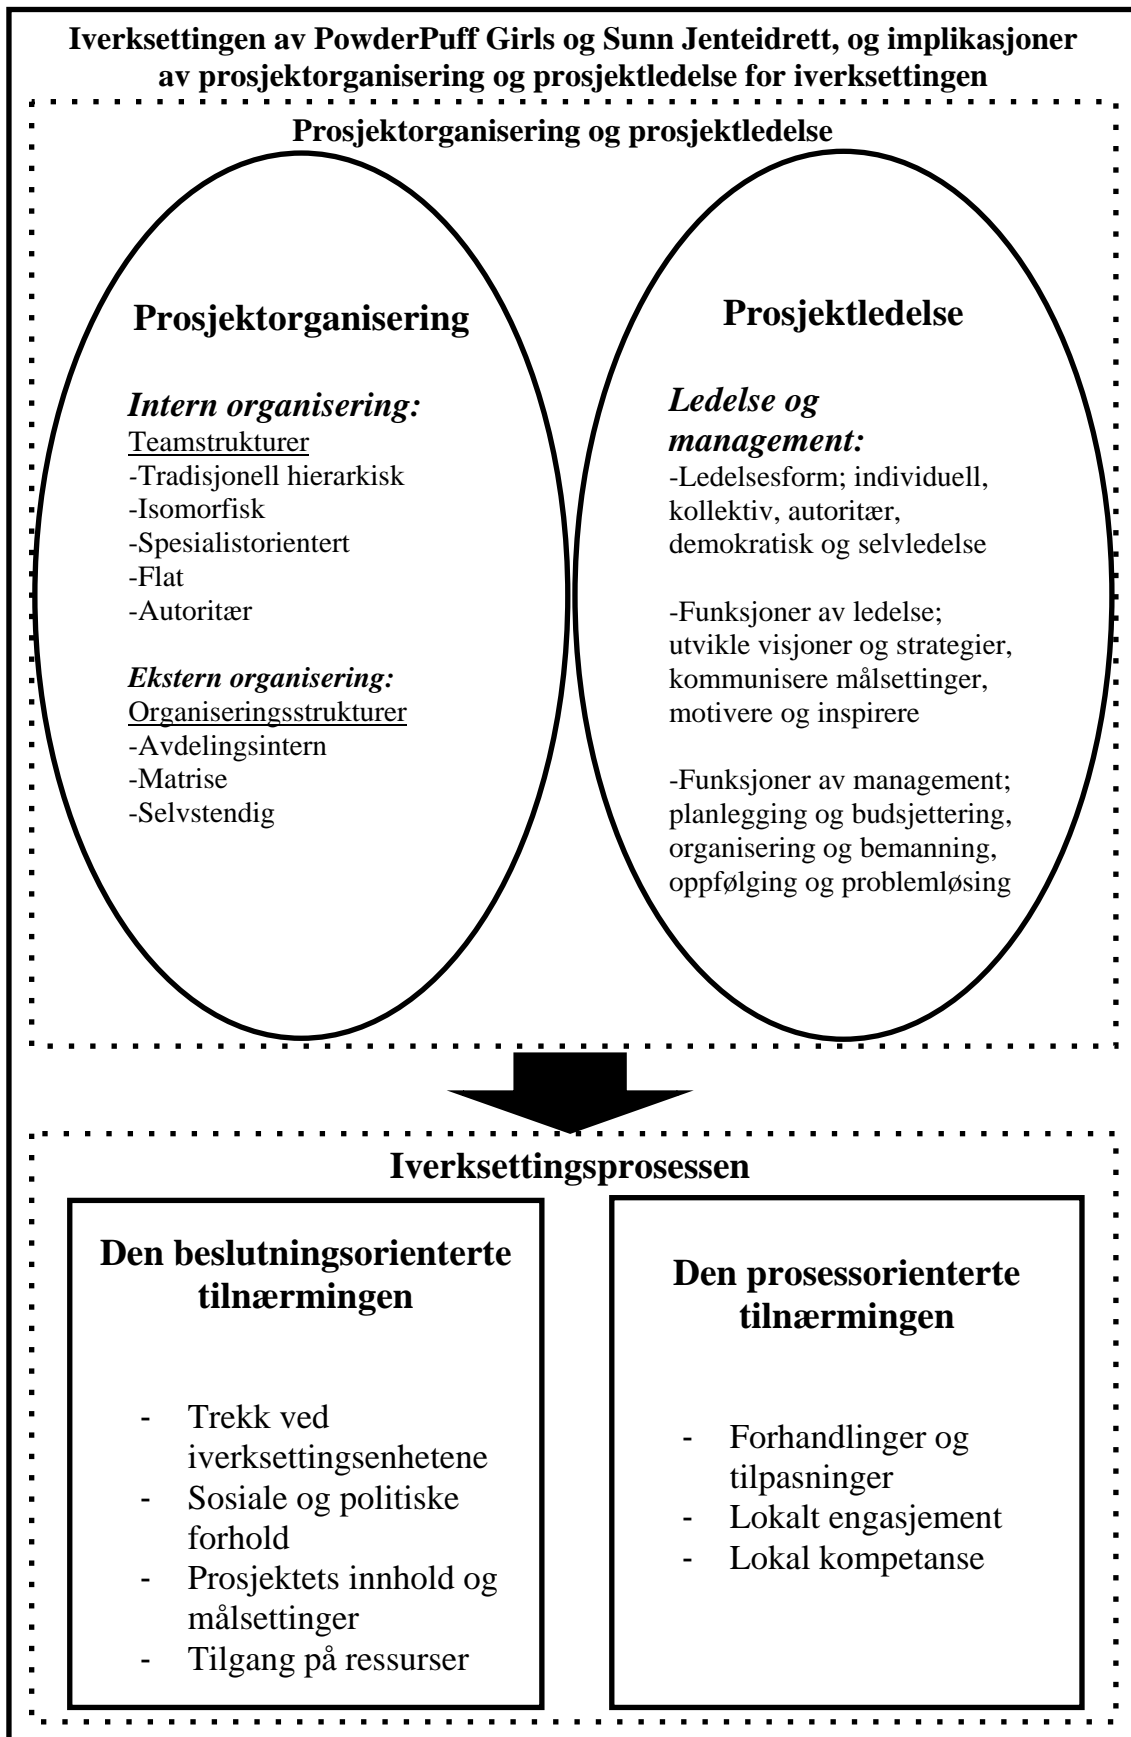 Iverksettingen av PowderPuff Girls og Sunn Jenteidrett, og implikasjoner
av prosjektorganisering og prosjektledelse for iverksettingen
Prosjektorganisering og prosjektledelse
Prosjektorganisering
Intern organisering:
Teamstrukturer
-Tradisjonell hierarkisk
-Isomorfisk
-Spesialistorientert
-Flat
-Autoritær
Ekstern organisering:
Organiseringsstrukturer
-Avdelingsintern
-Matrise
-Selvstendig
Prosjektledelse
Ledelse og
management:
-Ledelsesform; individuell,
kollektiv, autoritær,
demokratisk og selvledelse
-Funksjoner av ledelse;
utvikle visjoner og strategier,
kommunisere målsettinger,
motivere og inspirere
-Funksjoner av management;
planlegging og budsjettering,
organisering og bemanning,
oppfølging og problemløsing
Iverksettingsprosessen
Den beslutningsorienterte
tilnærmingen
- Trekk ved
iverksettingsenhetene
- Sosiale og politiske
forhold
- Prosjektets innhold og
målsettinger
- Tilgang på ressurser
Den prosessorienterte
tilnærmingen
- Forhandlinger og
tilpasninger
- Lokalt engasjement
- Lokal kompetanse